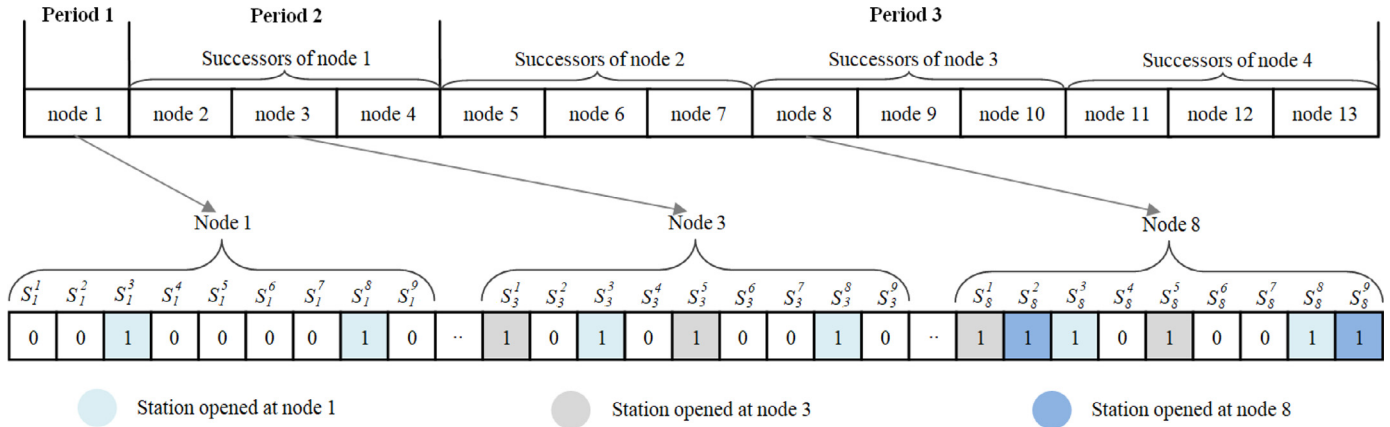 Period 1 Period 2 Period 3
Successors of node 1 Successors of node 2 Successors of node 3 Successors of node 4
node 1 node 2 node 3 node 4 node 5 node 6 node 7 node 8 node 9 node 10 node 11 node 12 node 13
Node 1 Node 3 Node 8
S_1^1 S_1^2 S_1^3 S_1^4 S_1^5 S_1^6 S_1^7 S_1^8 S_1^9 S_3^1 S_3^2 S_3^3 S_3^4 S_3^5 S_3^6 S_3^7 S_3^8 S_3^9 S_8^1 S_8^2 S_8^3 S_8^4 S_8^5 S_8^6 S_8^7 S_8^8 S_8^9
0 0 1 0 0 0 0 1 0 .. 1 0 1 0 1 0 0 1 0 .. 1 1 1 0 1 0 0 1 1
Station opened at node 1 Station opened at node 3 Station opened at node 8